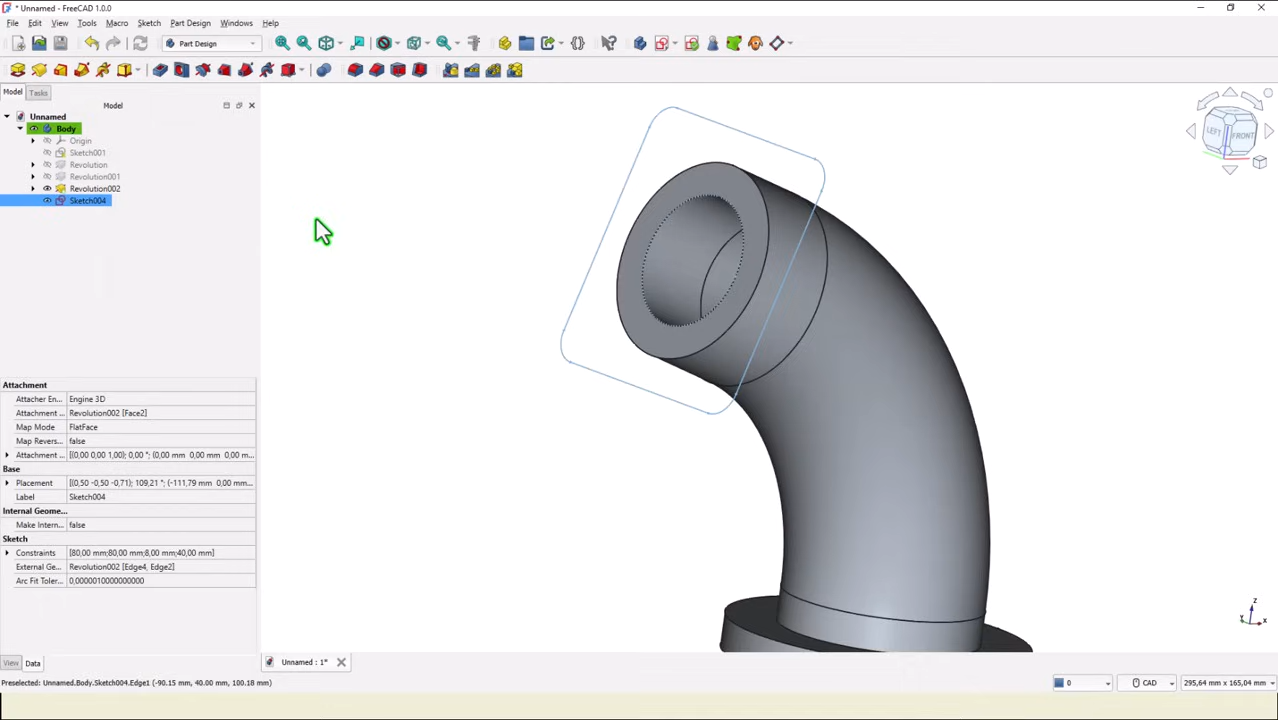 * Unnamed - FreeCAD 1.0.0
File Edit View Tools Macro Sketch Part Design Windows Help
Part Design
Model Tasks
Model
Unnamed
Body
Origin
Sketch001
Revolution
Revolution001
Revolution002
Sketch004
LEFT FRONT
Attachment
Attacher En... Engine 3D
Attachment ... Revolution002 [Face2]
Map Mode FlatFace
Map Revers... false
Attachment ... [(0,00 0,00 1,00); 0,00 °; (0,00 mm 0,00 mm 0,00 m...
Base
Placement [(0,50 -0,50 -0,71); 109,21 °; (-111,79 mm 0,00 mm...
Label Sketch004
Internal Geome...
Make Intern... false
Sketch
Constraints [80,00 mm;80,00 mm;8,00 mm;40,00 mm]
External Ge... Revolution002 [Edge4, Edge2]
Arc Fit Toler... 0,0000010000000000
Z
Y
X
View Data
Unnamed : 1*
Preselected: Unnamed.Body.Sketch004.Edge1 (-90.15 mm, 40.00 mm, 100.18 mm)
0 CAD 295,64 mm x 165,04 mm